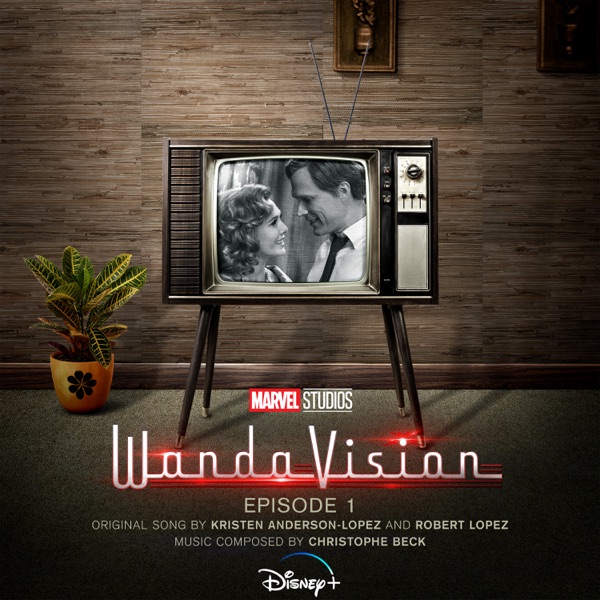 MARVEL STUDIOS
WandaVision
EPISODE 1
ORIGINAL SONG BY KRISTEN ANDERSON-LOPEZ AND ROBERT LOPEZ
MUSIC COMPOSED BY CHRISTOPHE BECK
Disney+